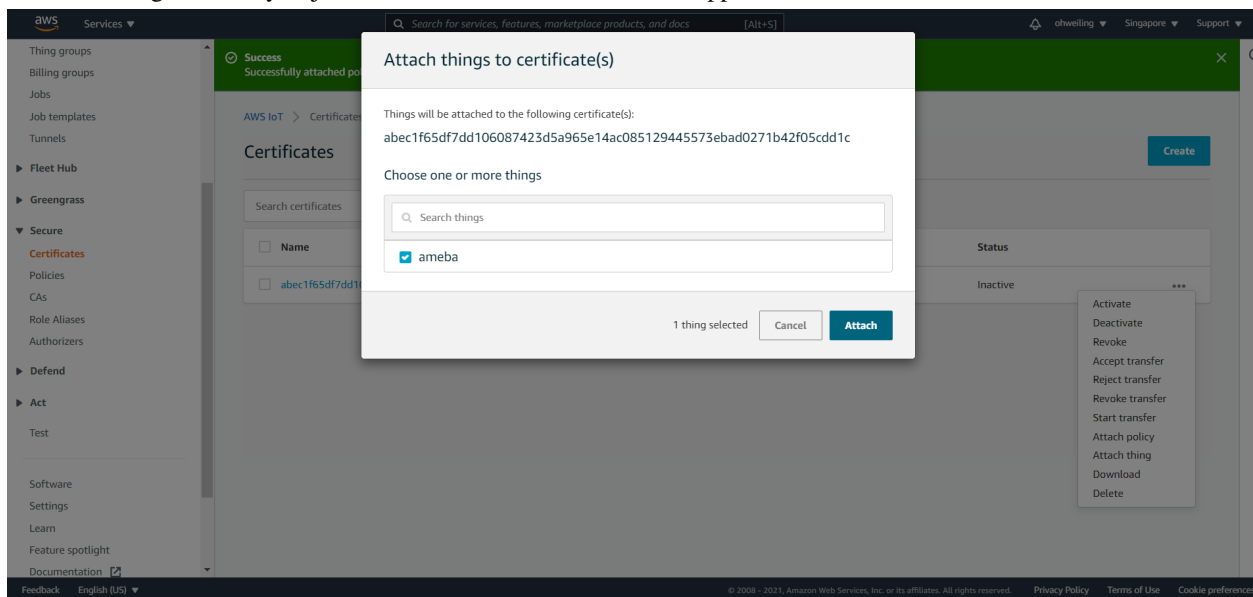 aws Services ▼ Search for services, features, marketplace products, and docs [Alt+S] ohweiling ▼ Singapore ▼ Support ▼
Thing groups
Billing groups
Jobs
Job templates
Tunnels
Fleet Hub
Greengrass
Secure
Certificates
Policies
CAs
Role Aliases
Authorizers
Defend
Act
Test
Software
Settings
Learn
Feature spotlight
Documentation
Success
Successfully attached
AWS IoT > Certificates
Certificates
Create
Search certificates
Name Status
abec1f65df7dd1 Inactive •••
Attach things to certificate(s)
Things will be attached to the following certificate(s):
abec1f65df7dd106087423d5a965e14ac085129445573ebad0271b42f05cdd1c
Choose one or more things
Search things
ameba
1 thing selected Cancel Attach
Activate
Deactivate
Revoke
Accept transfer
Reject transfer
Revoke transfer
Start transfer
Attach policy
Attach thing
Download
Delete
Feedback English (US) ▼ © 2008 - 2021, Amazon Web Services, Inc. or its affiliates. All rights reserved. Privacy Policy Terms of Use Cookie preferences